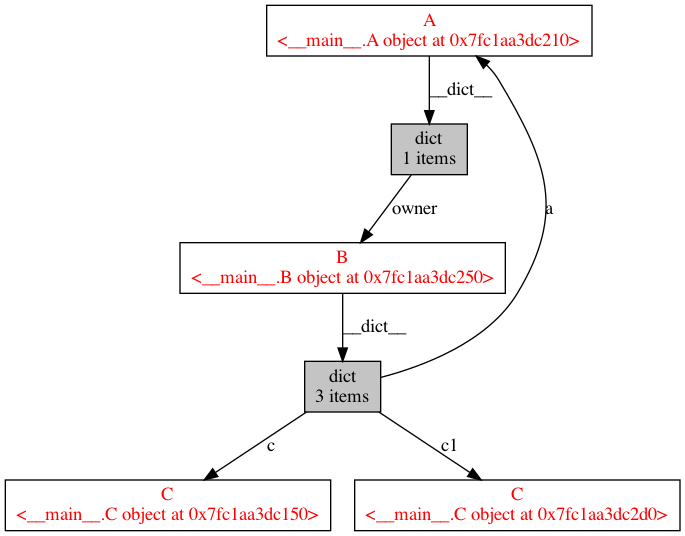 A
<__main__.A object at 0x7fc1aa3dc210>
__dict__
dict
1 items
owner
a
B
<__main__.B object at 0x7fc1aa3dc250>
__dict__
dict
3 items
c
c1
C
<__main__.C object at 0x7fc1aa3dc150>
C
<__main__.C object at 0x7fc1aa3dc2d0>